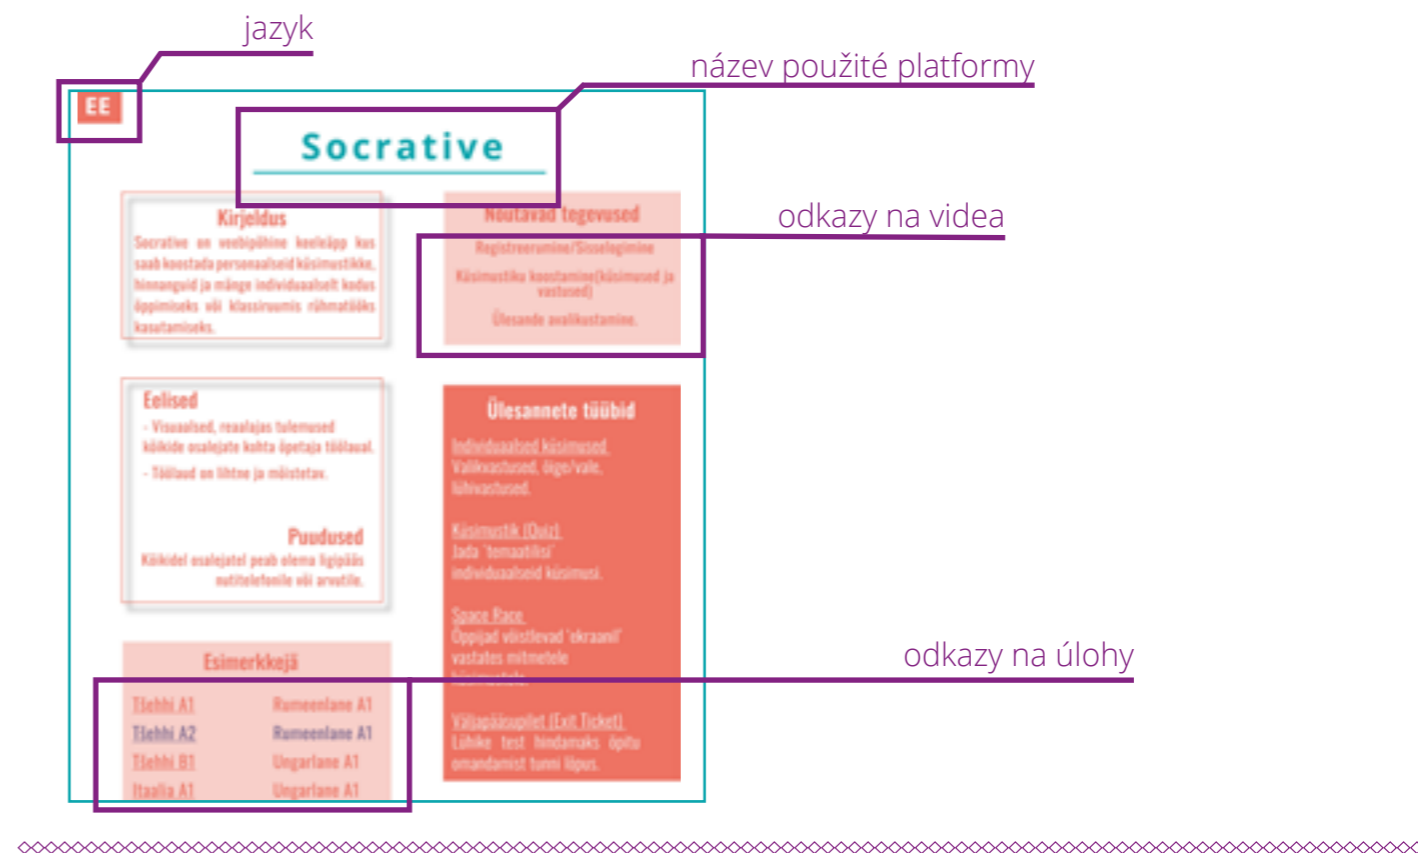 jazyk
název použité platformy
EE
Socrative
odkazy na videa
Kirjeldus
Socrative on veebipõhine keeleäpp kus
saab koostada personaalseid küsimustikke,
hinnanguid ja mänge individuaalselt kodus
õppimiseks või klassiruumis rühmatööks
kasutamiseks.
Nõutavad tegevused
Registreerumine/Sisselogimine
Küsimustiku koostamine(küsimused ja
vastused)
Ülesande avalikustamine.
Eelised
- Visuaalsed, reaalajas tulemused
kõikide osalejate kohta õpetaja töölaual.
- Töölaud on lihtne ja mõistetav.
Puudused
Kõikidel osalejatel peab olema ligipääs
nutitelefonile või arvutile.
Ülesannete tüübid
Individuaalsed küsimused
Valikvastused, õige/vale,
lühivastused.
Küsimustik (Quiz)
Jada 'temaatilisi'
individuaalseid küsimusi.
Space Race
Õppijad võistlevad 'ekraanil'
vastates mitmetele
odkazy na úlohy
Väljapääsupilet (Exit Ticket)
Lühike test hindamaks õpitu
omandamist tunni lõpus.
Esimerkkejä
Tšehhi A1 Rumeenlane A1
Tšehhi A2 Rumeenlane A1
Tšehhi B1 Ungarlane A1
Itaalia A1 Ungarlane A1